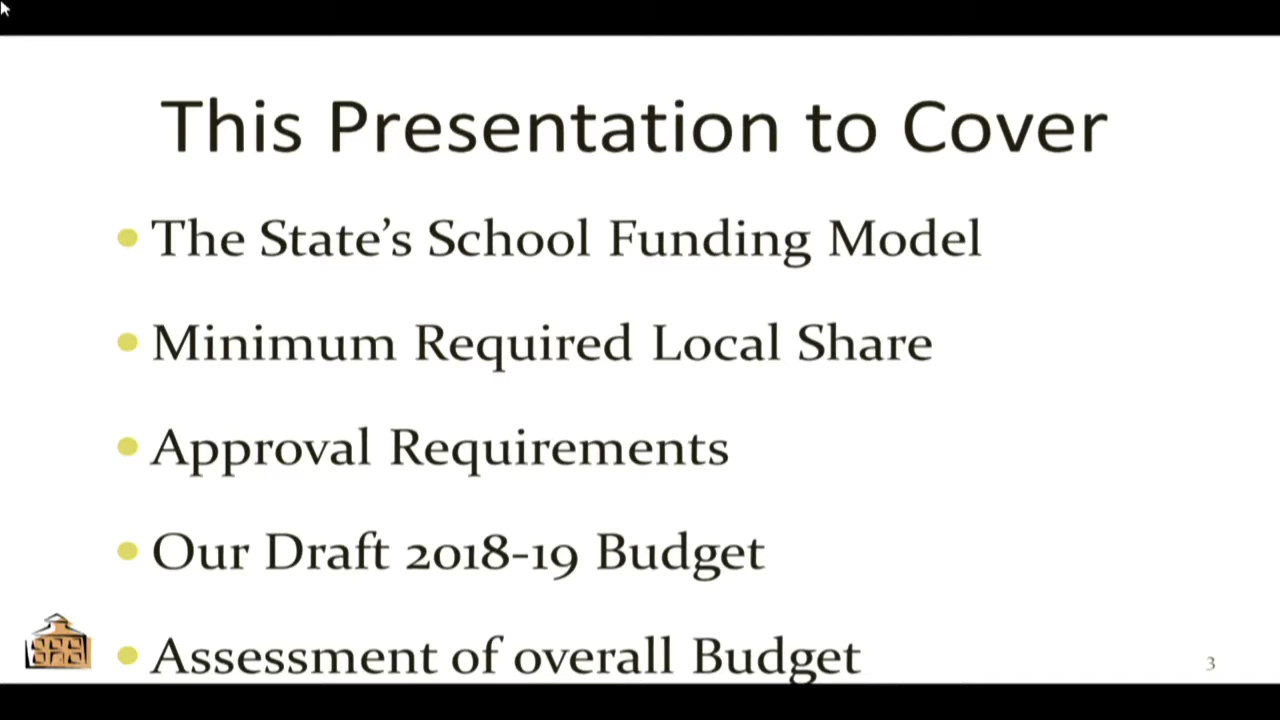 This Presentation to Cover
• The State's School Funding Model
• Minimum Required Local Share
• Approval Requirements
• Our Draft 2018-19 Budget
• Assessment of overall Budget
3